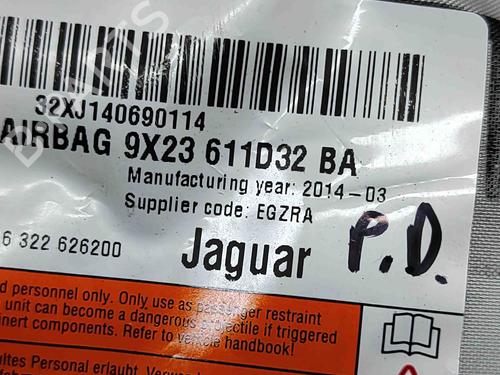 32XJ140690114
AIRBAG 9X23 611D32 BA
Manufacturing year: 2014-03
Supplier code: EGZRA
6 322 626200
Jaguar P.D.
d personnel only. Only use as passenger restraint
unit can become a dangerous projectile if triggered
inert components. Refer to vehicle handbook!
ultes Personal erlaubt.